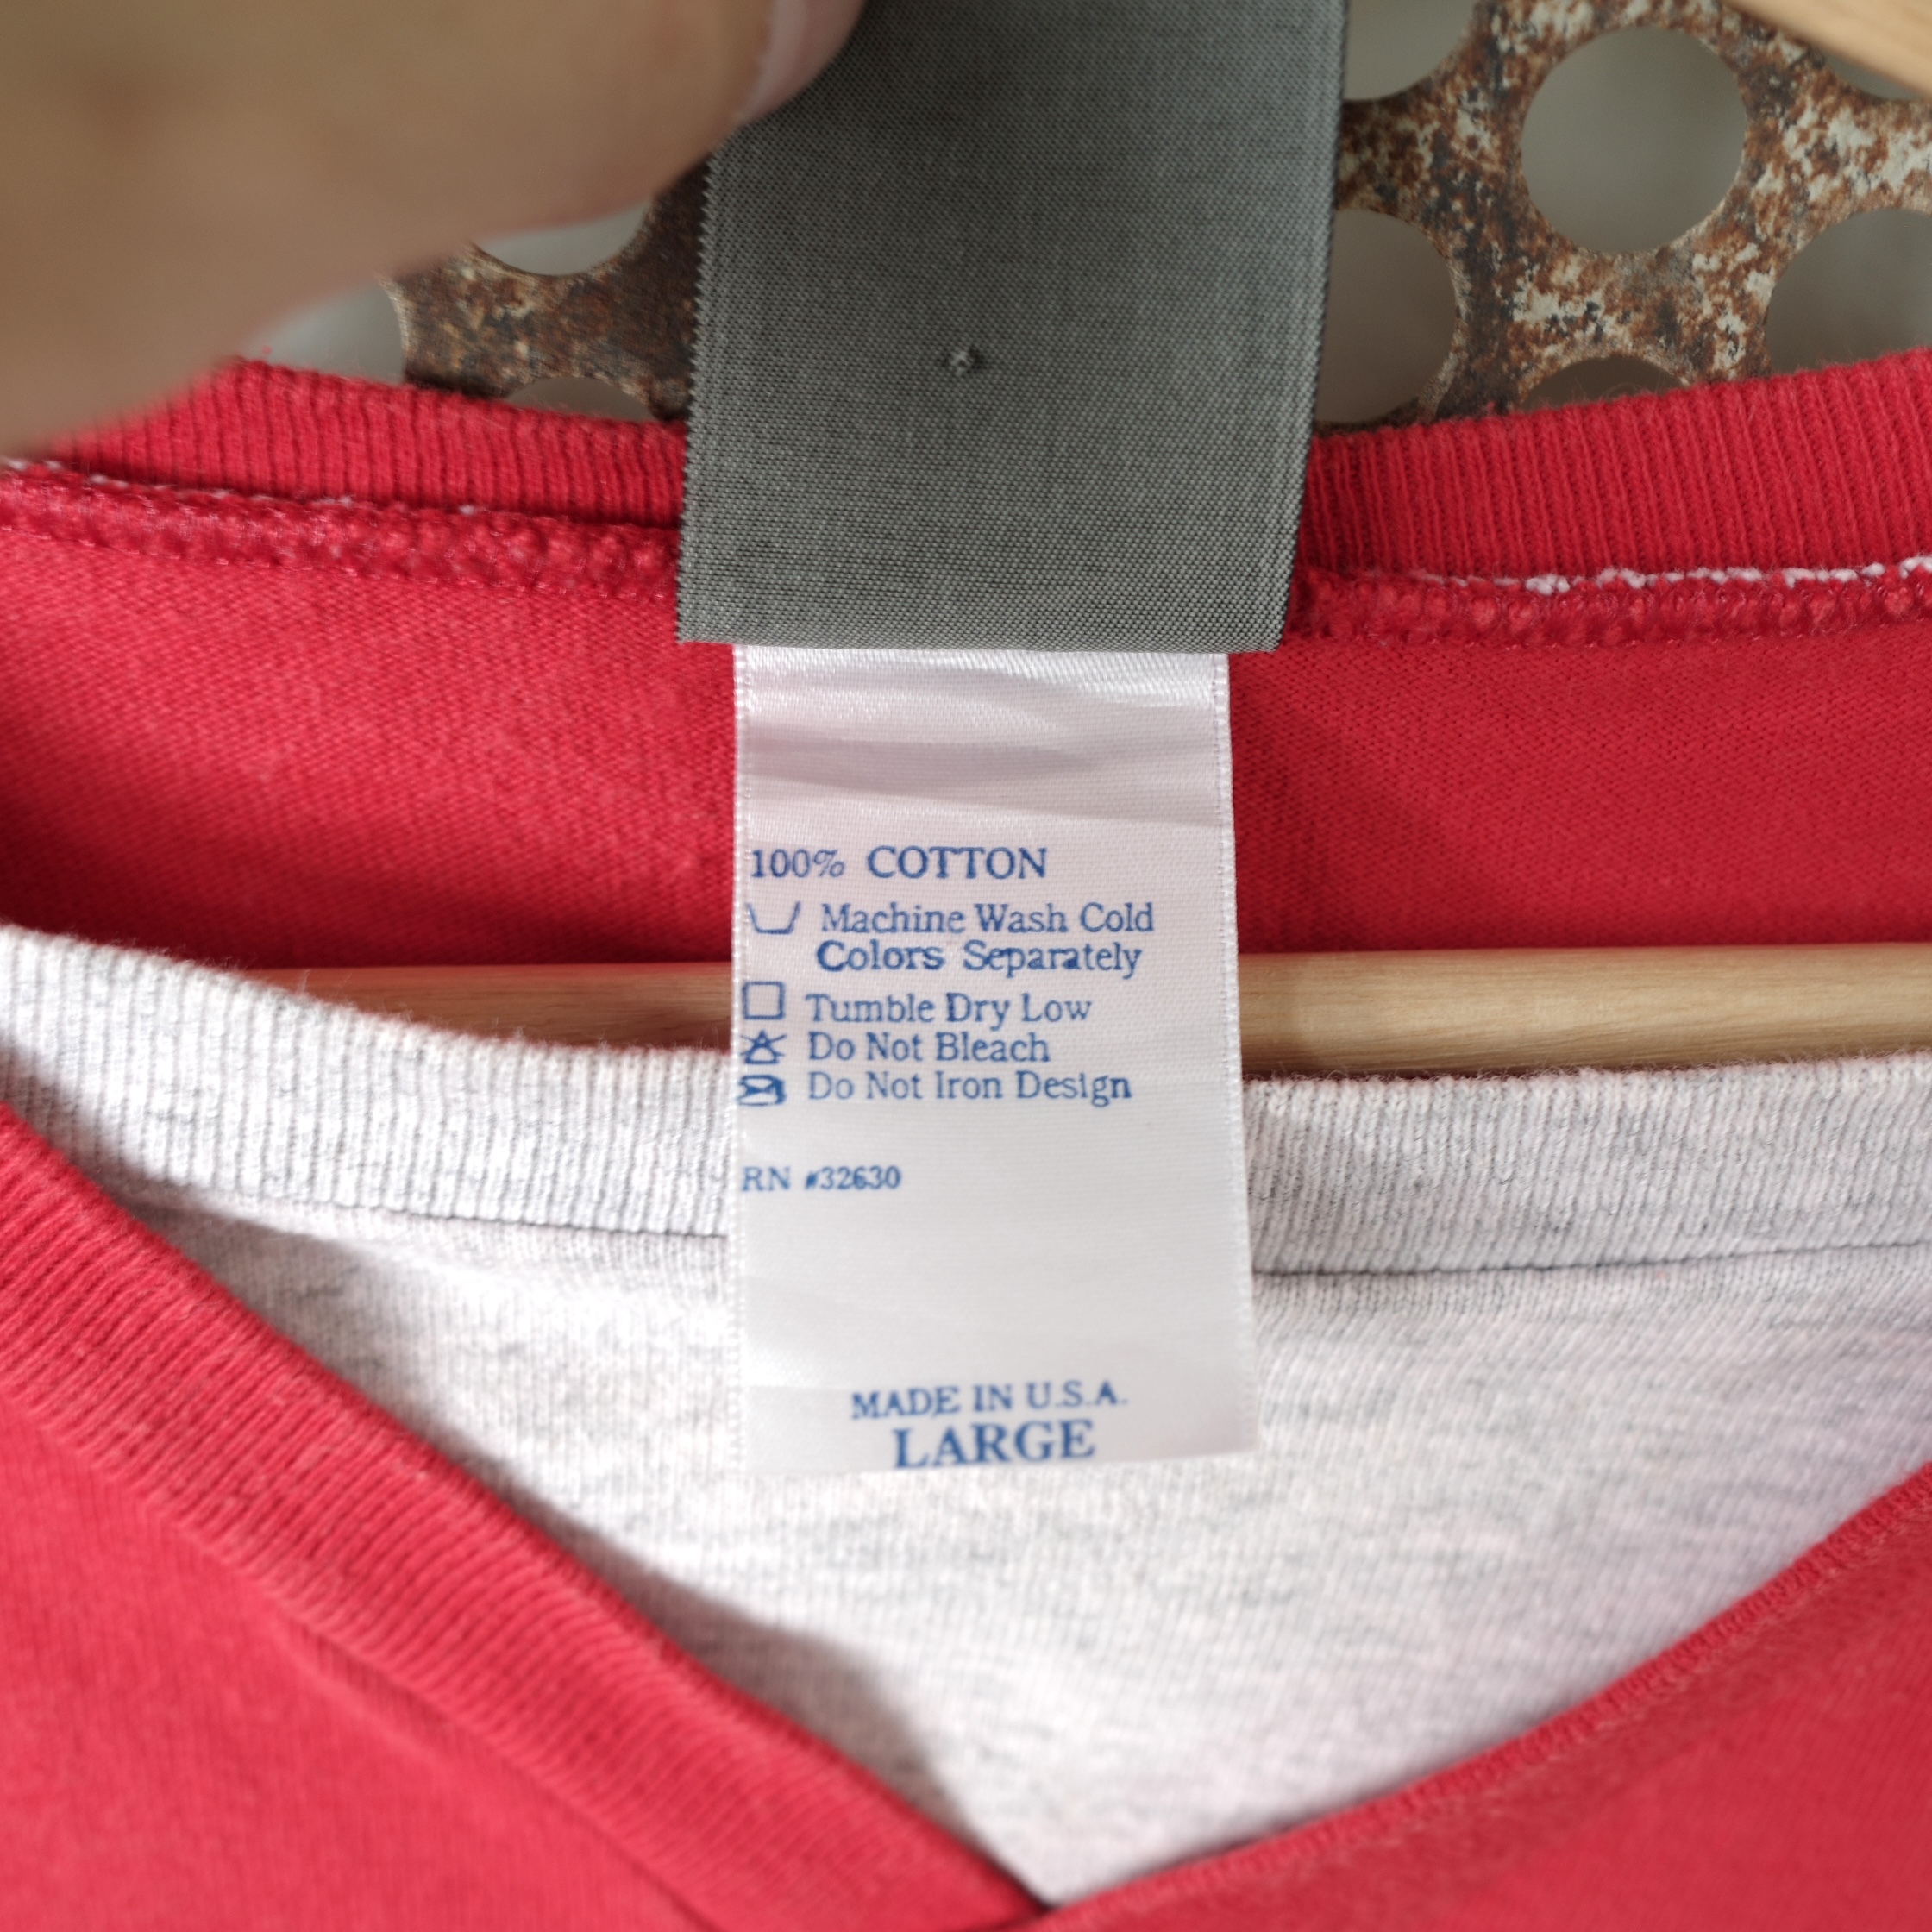 100% COTTON
Machine Wash Cold
Colors Separately
Tumble Dry Low
Do Not Bleach
Do Not Iron Design
RN #32630
MADE IN U.S.A.
LARGE